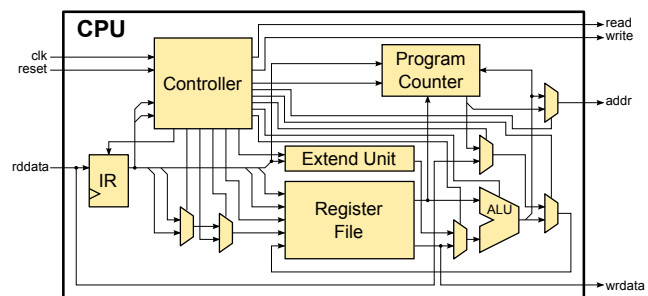 CPU
read
write
clk
reset
Controller
Program
Counter
addr
rddata
IR
Extend Unit
Register
File
ALU
wrdata